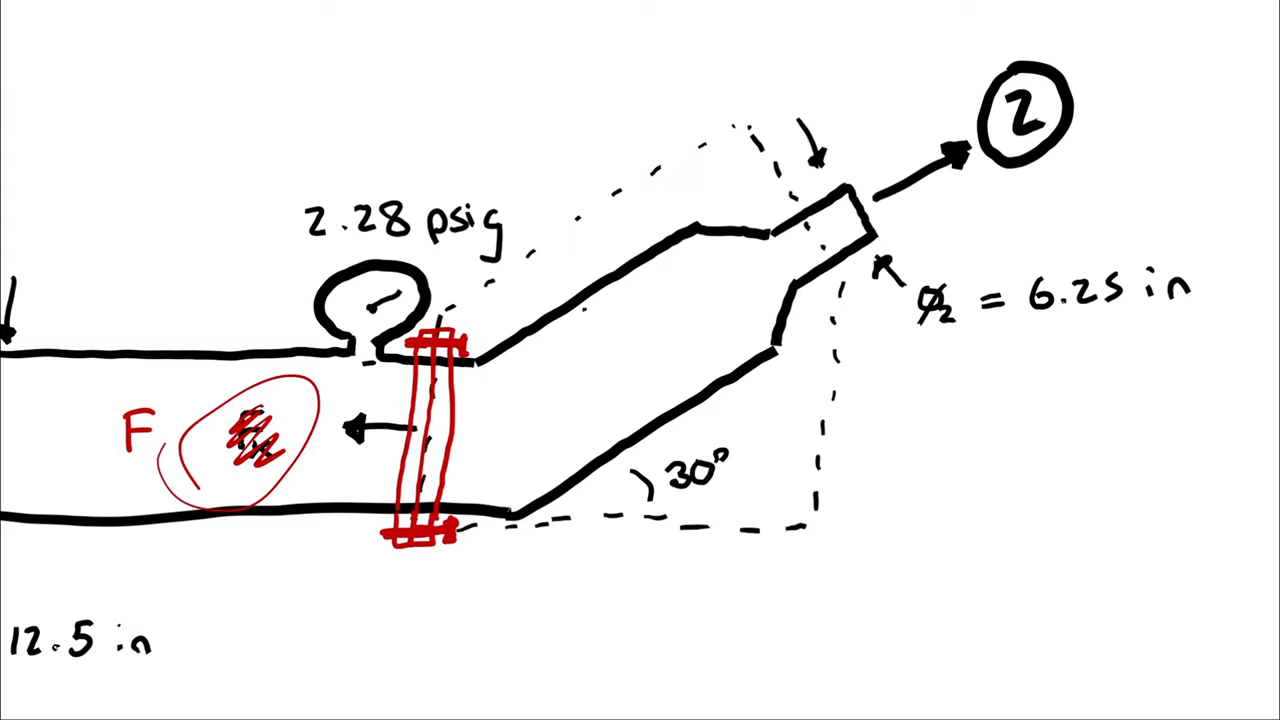 2
2.28 psig
Ø₂ = 6.25 in
F
30°
12.5 in